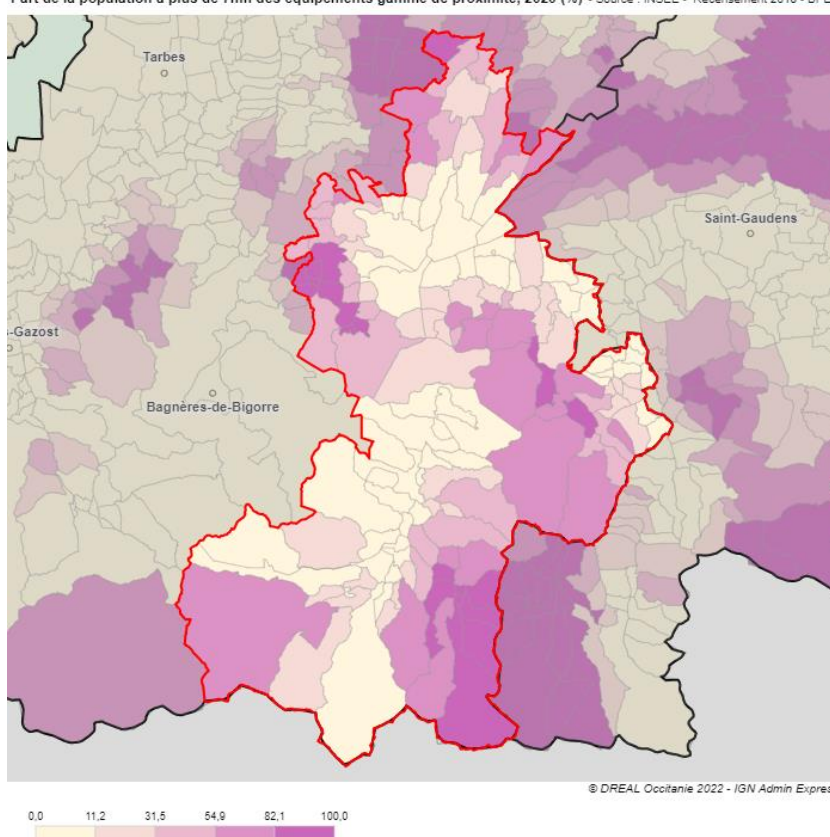 Part de la population à plus de 7mn des équipements gamme de proximité, 2020 (%) - Source : INSEE - Recensement 2018 - BPE
Tarbes
Saint-Gaudens
-Gazost
Bagnères-de-Bigorre
© DREAL Occitanie 2022 - IGN Admin Expres
0,0 11,2 31,5 54,9 82,1 100,0